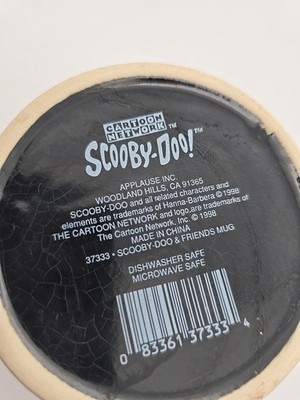 CARTOON
NETWORK™
SCOOBY-DOO!™
APPLAUSE INC.
WOODLAND HILLS, CA 91365
SCOOBY-DOO and all related characters and
elements are trademarks of Hanna-Barbera © 1998
THE CARTOON NETWORK and logo are trademarks of
The Cartoon Network, Inc. © 1998
MADE IN CHINA
37333 • SCOOBY-DOO & FRIENDS MUG
DISHWASHER SAFE
MICROWAVE SAFE
0 83361 37333 4